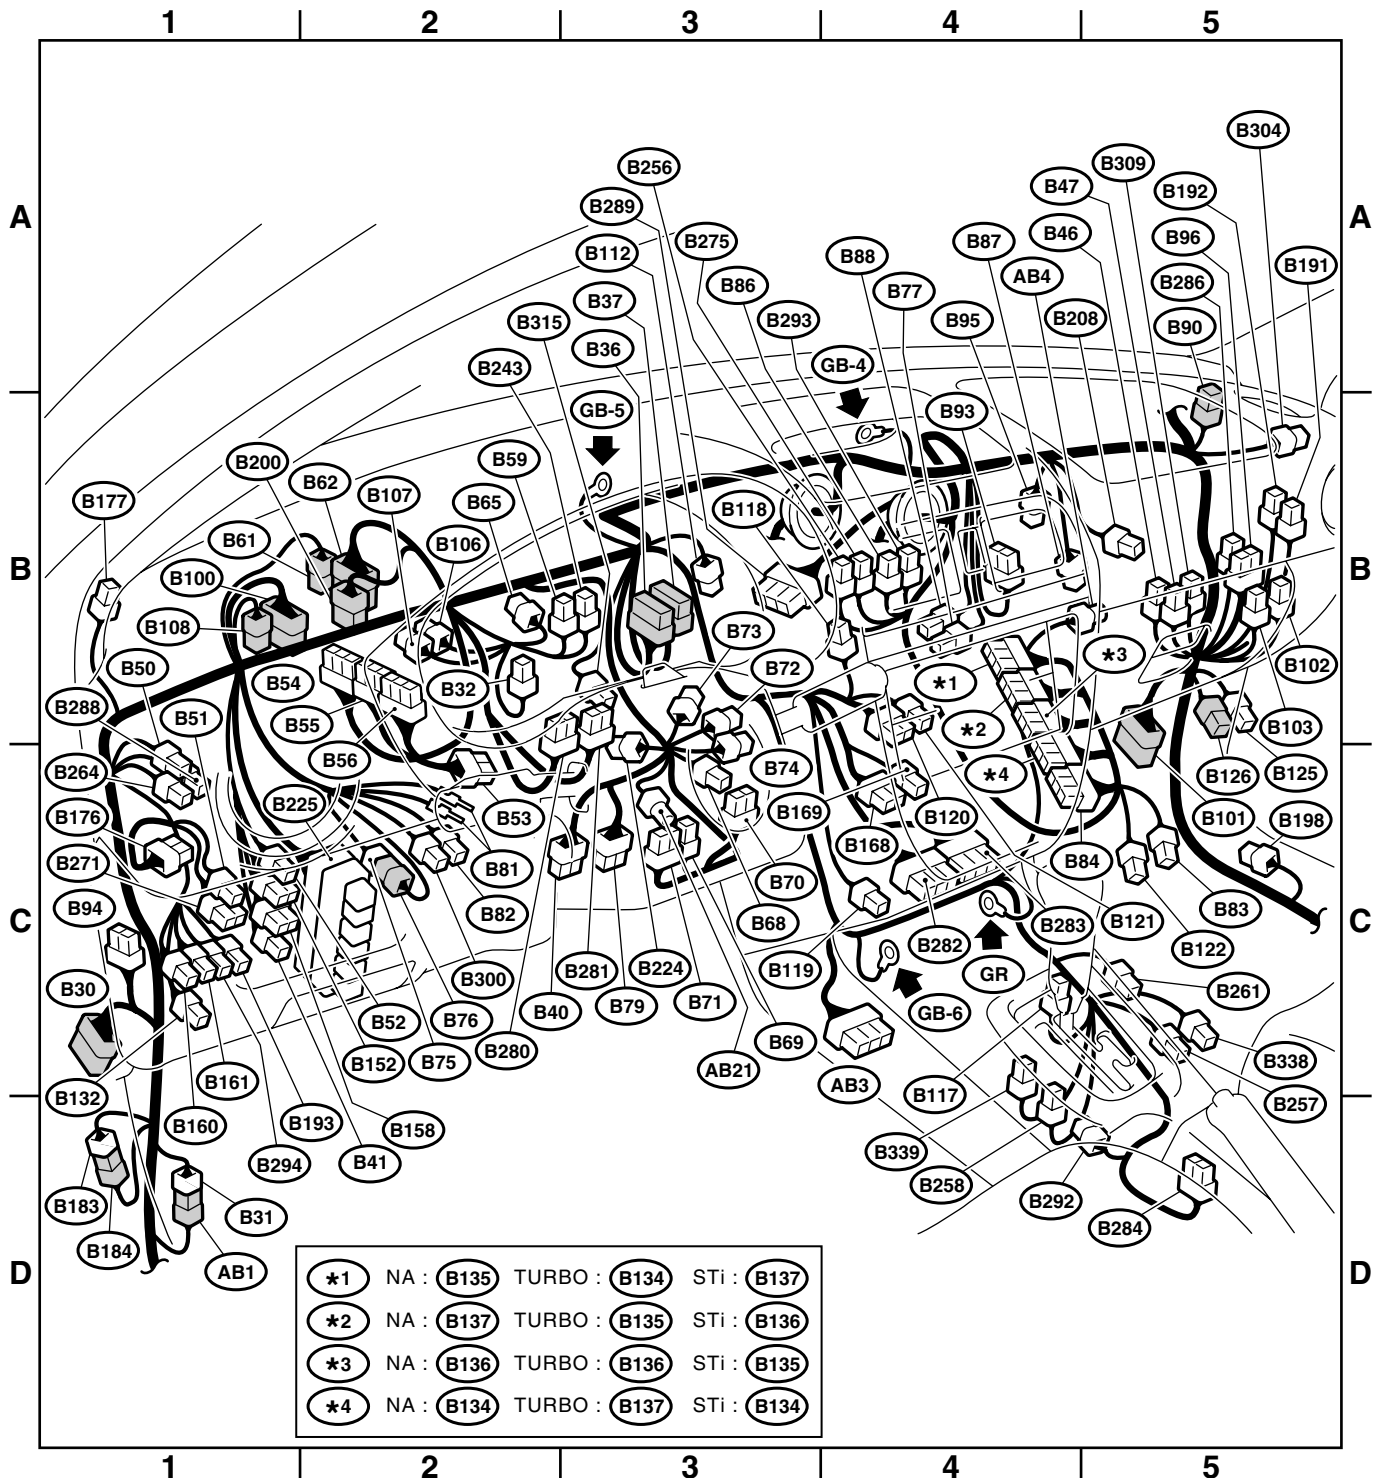 1 2 3 4 5
B304
B256 B309
B47 B192
A B289 A
B275 B87 B46 B96
B112 B88 AB4 B191
B37 B86 B77 B286
B315 B293 B95 B208 B90
B36
B243 GB-4
GB-5 B93
B200 B59
B62 B107 B65
B177 B118
B61 B106
B100
B B
B108 B73
B50 B54 B32 B72 *3 B102
B288 B51 B55 *1
B56 *2 B103
B264 B74 *4 B126 B125
B225 B53 B169 B120 B101 B198
B176
B271 B81 B168 B84
B94 B82 B70 B83
B68 B283 B121
C B282 B122 C
B30 B300 B281 B224 B119 GR
B52 B76 B40 B79 B71 GB-6 B261
B152 B75 B280 B69
B161 AB21 AB3 B117 B338
B132 B257
B160 B193 B158
B294 B41 B339
B258
B183 B31 B292
B184 B284
D AB1 D
*1 NA : B135 TURBO : B134 STi : B137
*2 NA : B137 TURBO : B135 STi : B136
*3 NA : B136 TURBO : B136 STi : B135
*4 NA : B134 TURBO : B137 STi : B134
1 2 3 4 5